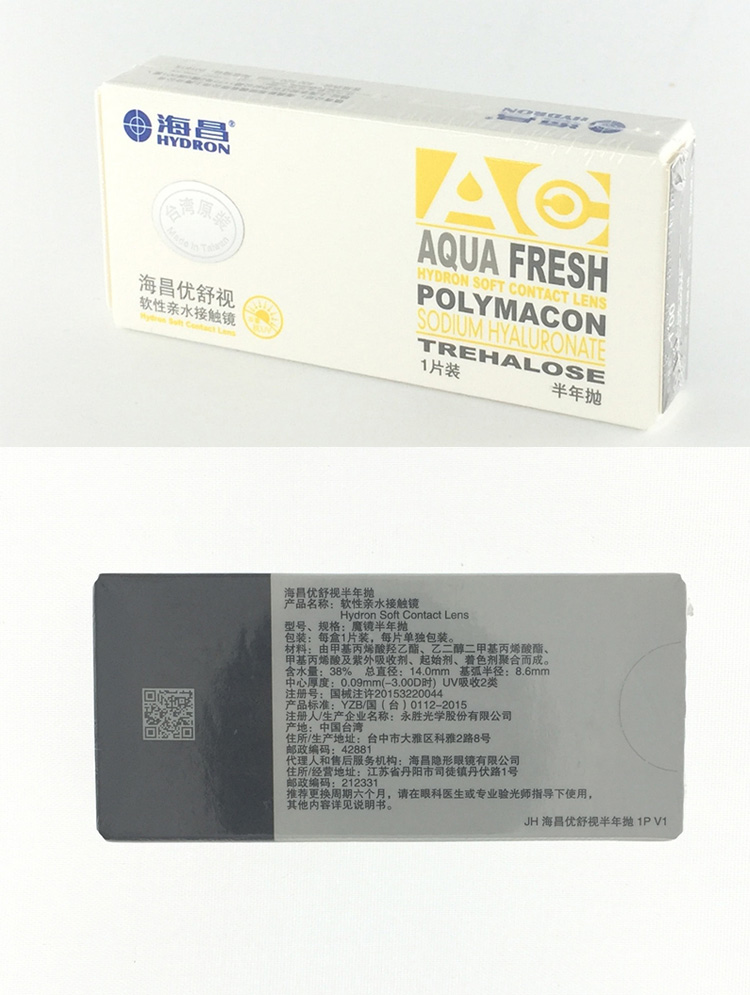 海昌®
HYDRON
海昌
HYDRON
台湾原装
Made in Taiwan
海昌优舒视
软性亲水接触镜
Hydron Soft Contact Lens
AQUA FRESH
HYDRON SOFT CONTACT LENS
POLYMACON
SODIUM HYALURONATE
TREHALOSE
1片装
半年抛
海昌优舒视半年抛
产品名称：软性亲水接触镜
Hydron Soft Contact Lens
型号、规格：魔镜半年抛
包装：每盒1片装，每片单独包装。
材料：由甲基丙烯酸羟乙酯、乙二醇二甲基丙烯酸酯、
甲基丙烯酸及紫外吸收剂、起始剂、着色剂聚合而成。
含水量：38% 总直径：14.0mm 基弧半径：8.6mm
中心厚度：0.09mm(-3.00D时) UV吸收2类
注册号：国械注许20153220044
产品标准：YZB/国（台）0112-2015
注册人/生产企业名称：永胜光学股份有限公司
产地：中国台湾
住所/生产地址：台中市大雅区科雅2路8号
邮政编码：42881
代理人和售后服务机构：海昌隐形眼镜有限公司
住所/经营地址：江苏省丹阳市司徒镇丹伏路1号
邮政编码：212331
推荐更换周期六个月，请在眼科医生或专业验光师指导下使用，
其他内容详见说明书。
JH 海昌优舒视半年抛 1P V1